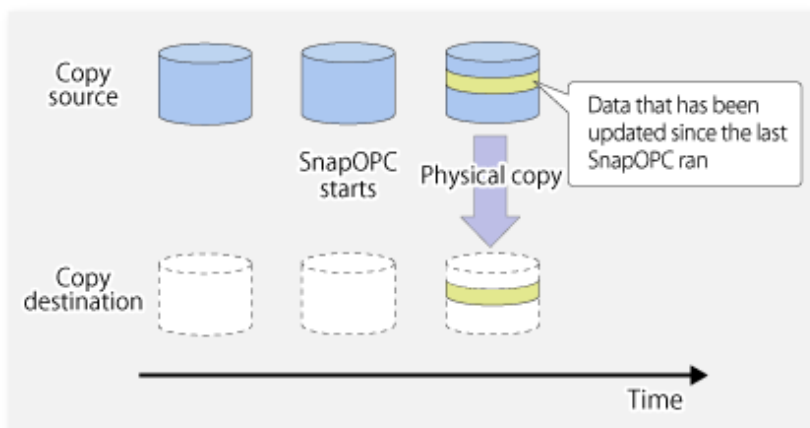 Copy
source
Data that has been
updated since the last
SnapOPC ran
SnapOPC
starts
Physical copy
Copy
destination
Time